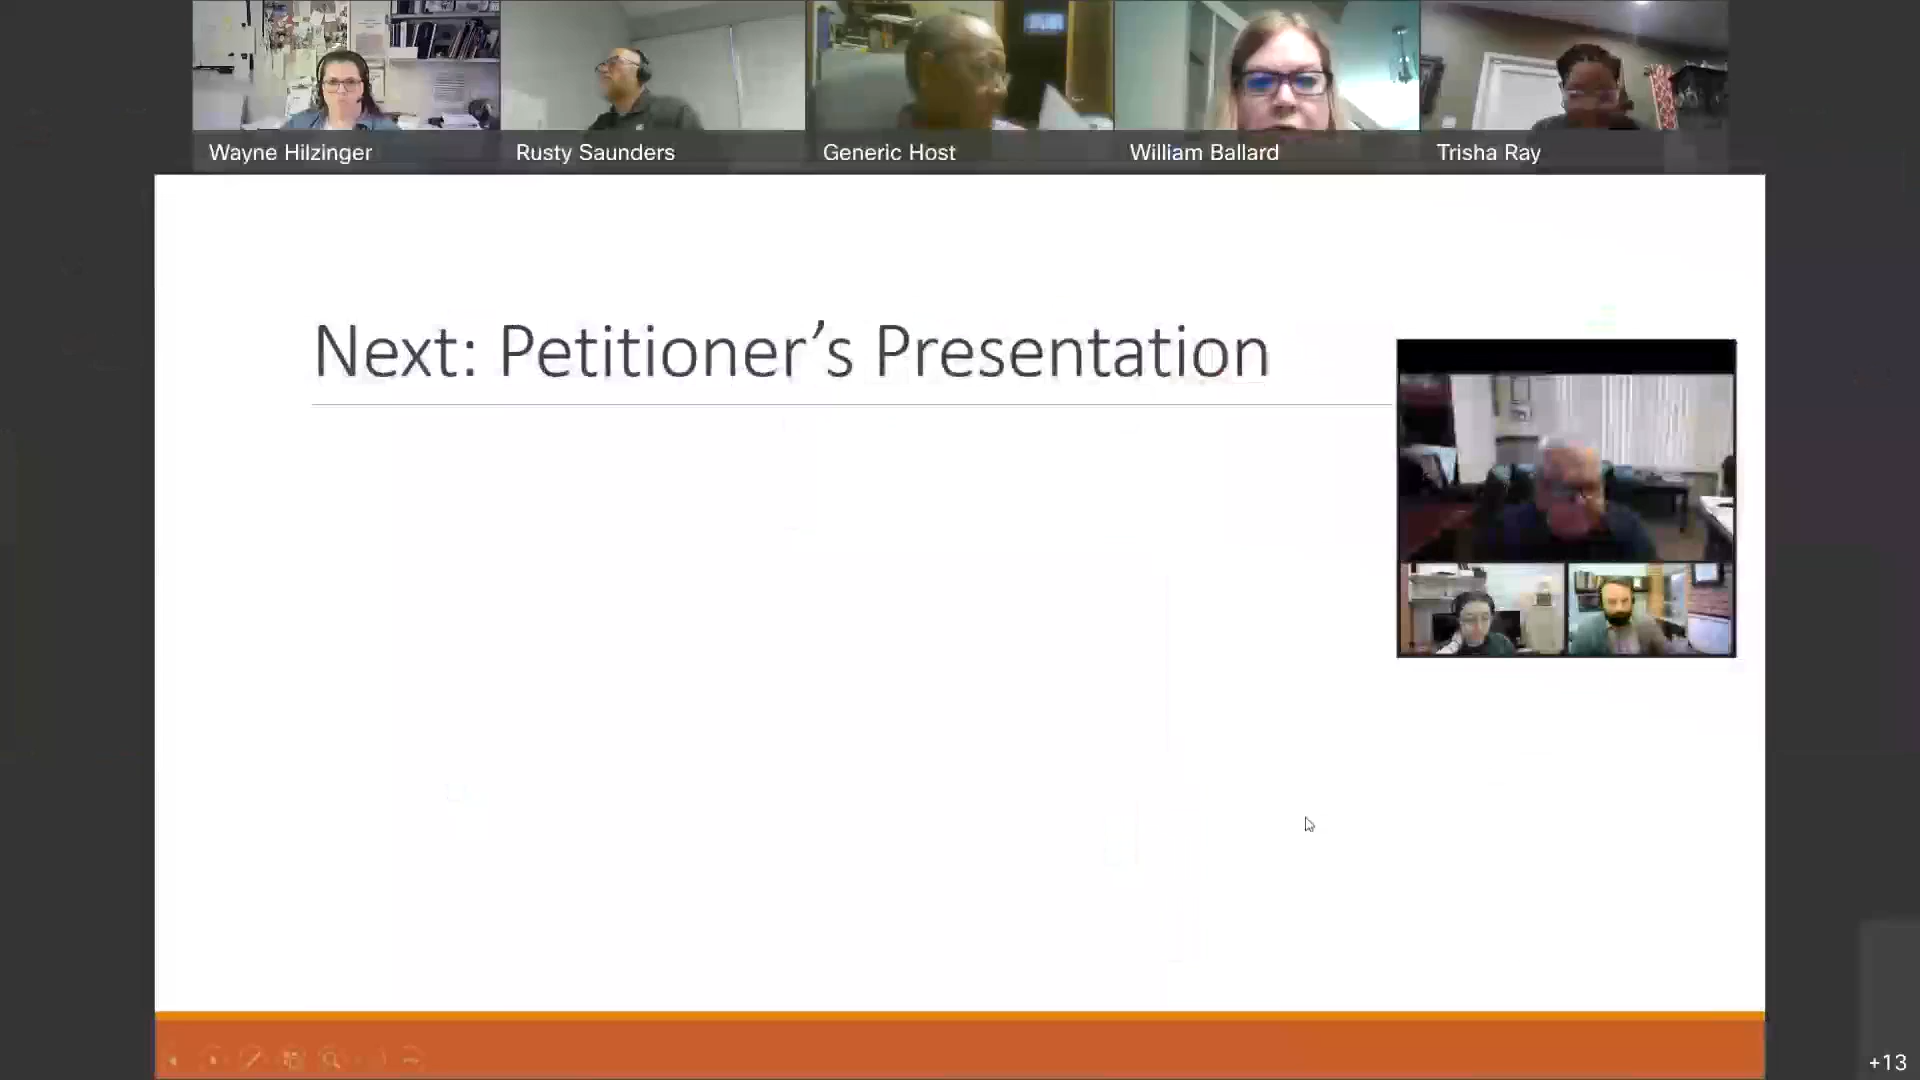 Wayne Hilzinger
Rusty Saunders
Generic Host
William Ballard
Trisha Ray
Next: Petitioner’s Presentation
+13